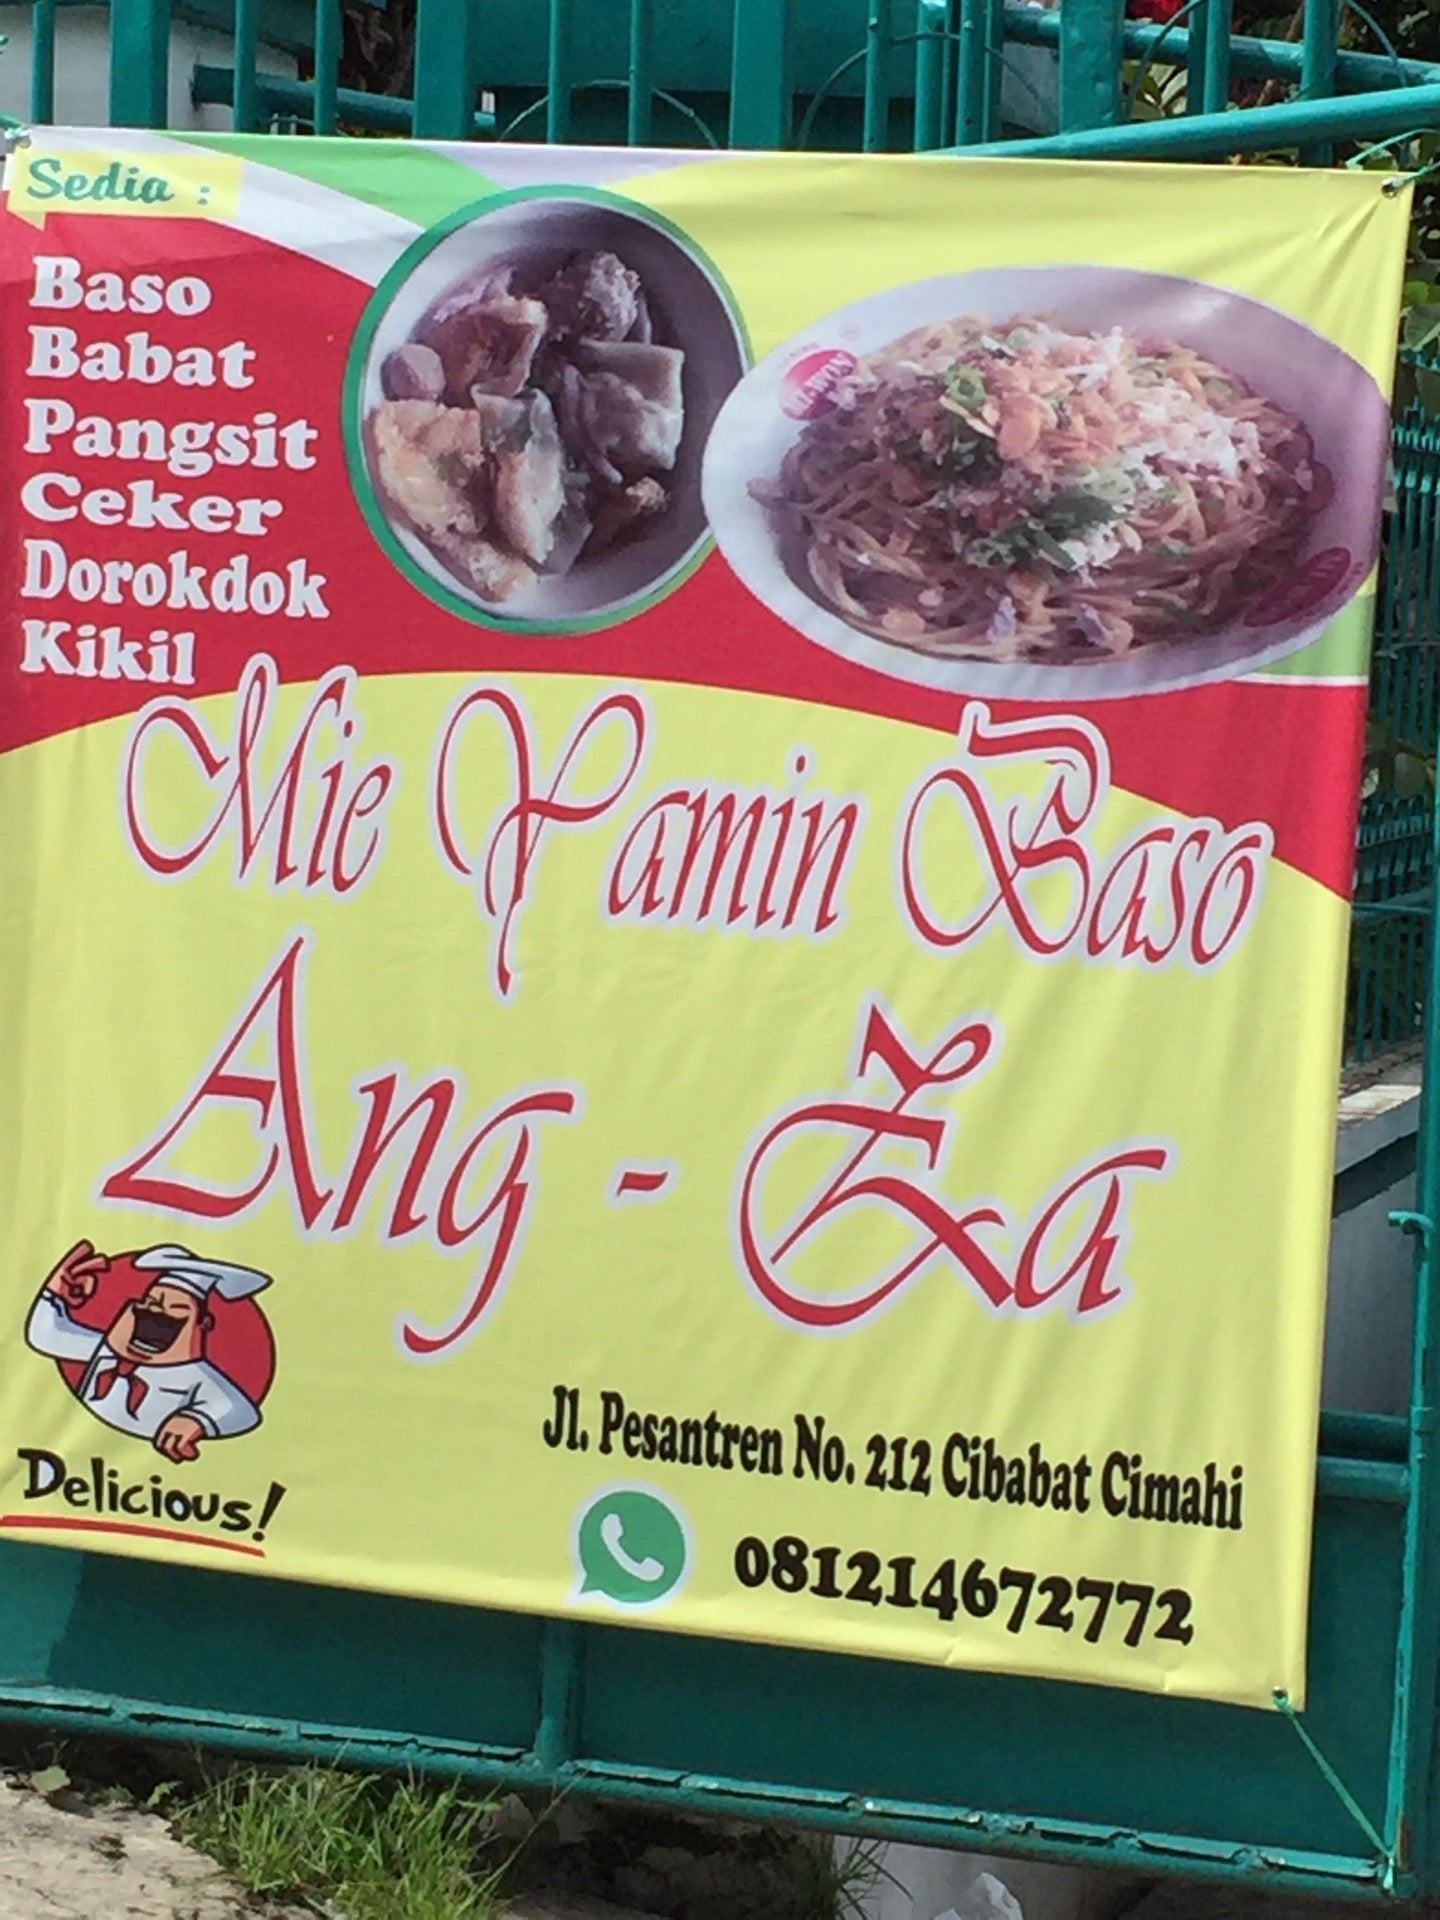 Sedia :
Baso
Babat
Pangsit
Ceker
Dorokdok
Kikil
Mie Yamin Baso
Ang - Za
Delicious!
Jl. Pesantren No. 212 Cibabat Cimahi
081214672772